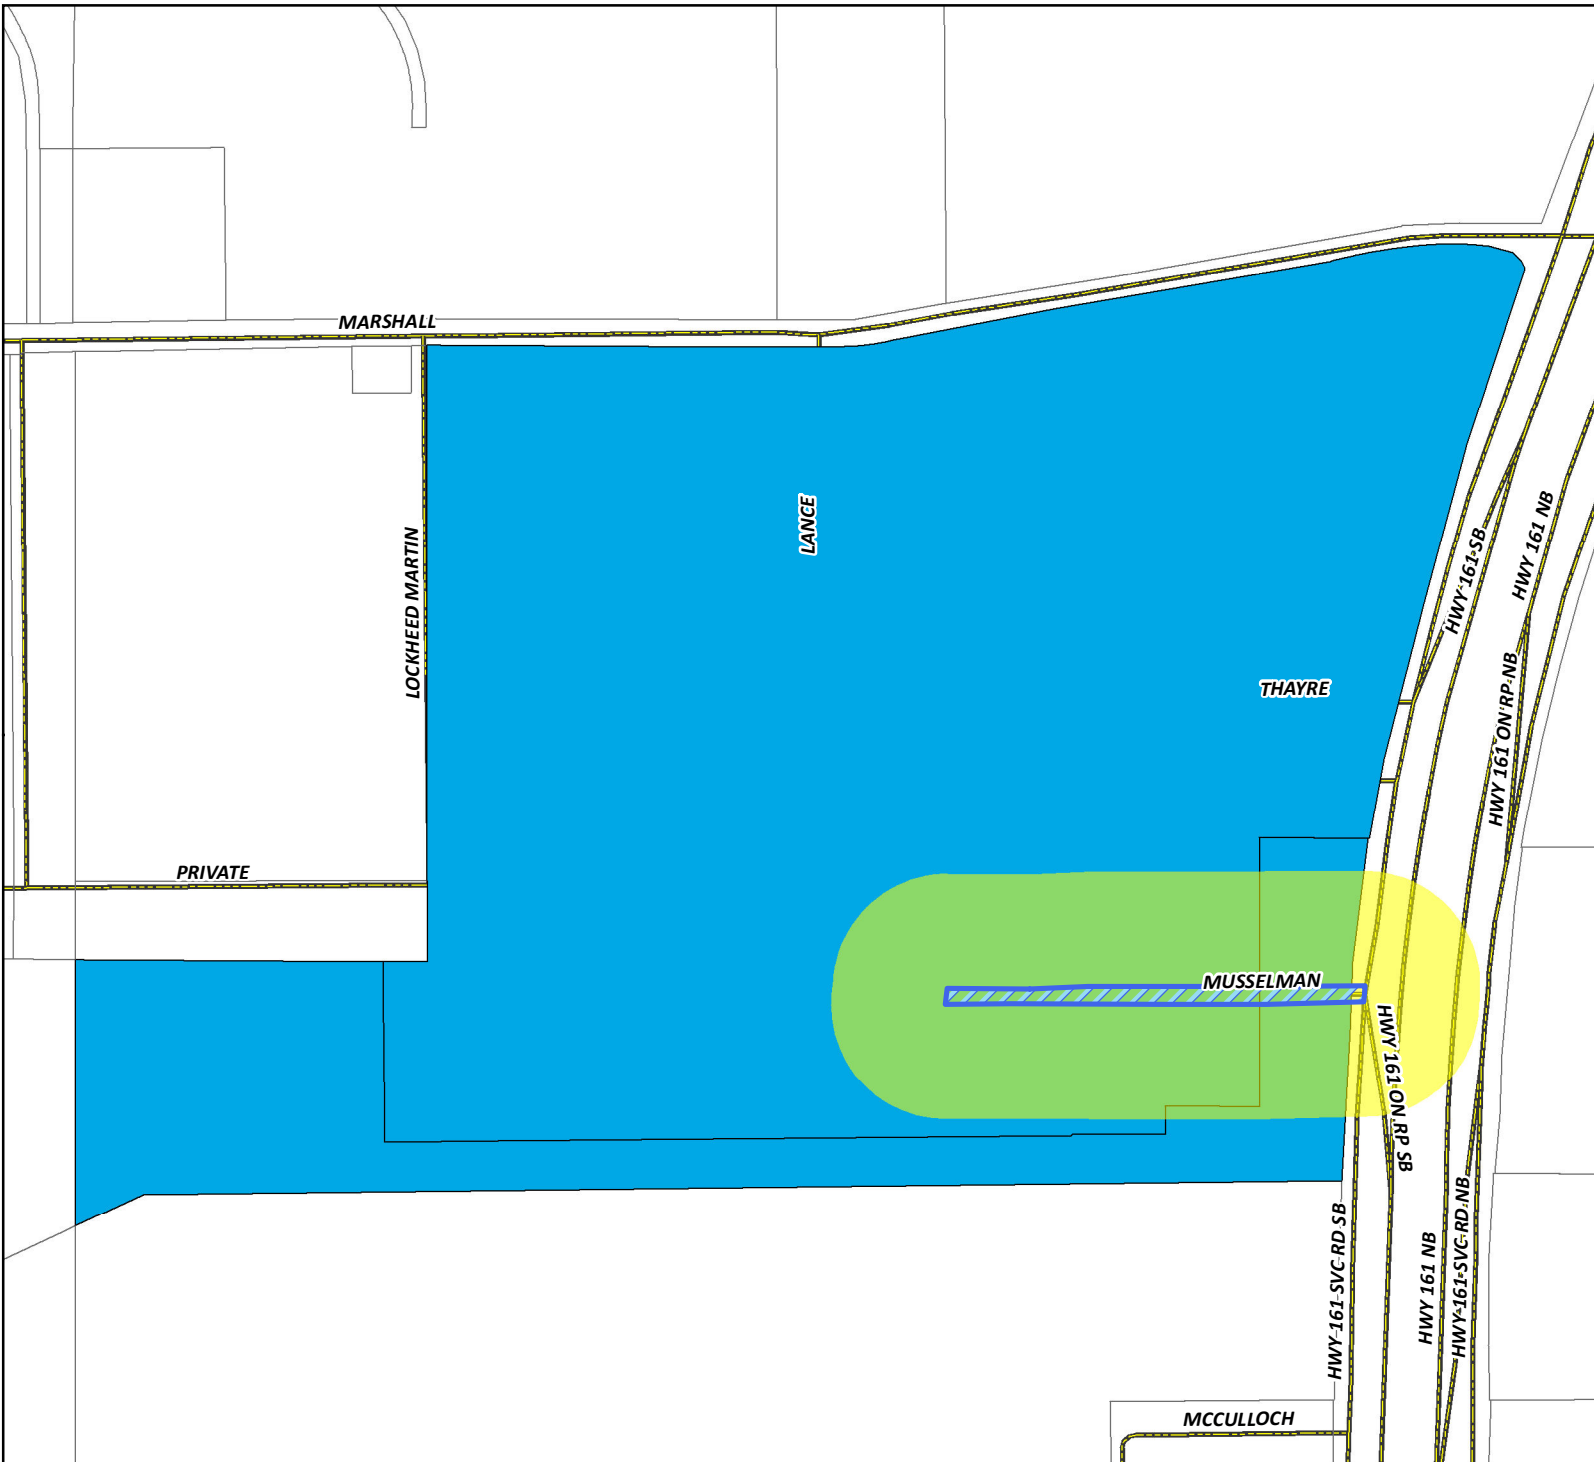 MARSHALL
LANCE
HWY 161 NB
HWY 161 SB
LOCKHEED MARTIN
THAYRE
HWY 161 ON RP NB
PRIVATE
MUSSELMAN
HWY 161 ON RP SB
HWY 161 SVC RD SB
HWY 161 NB
HWY 161 SVC RD NB
MCCULLOCH